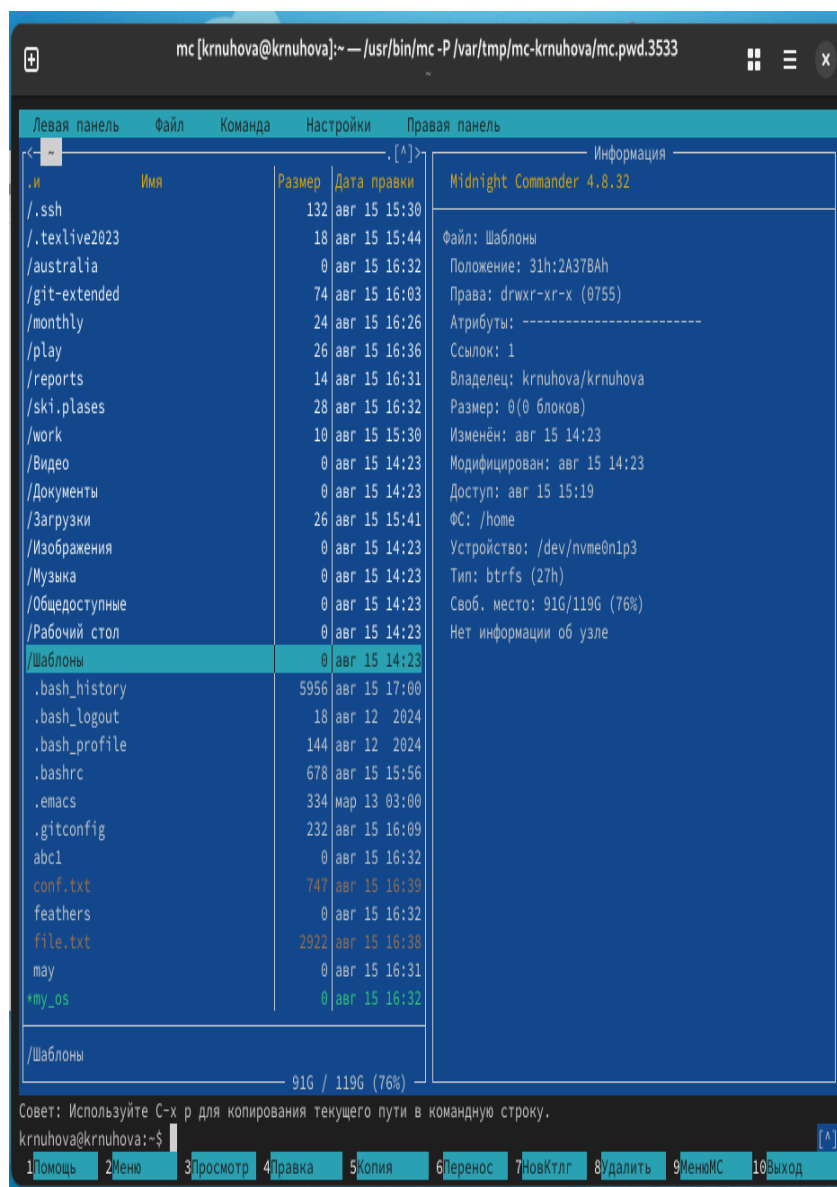 mc [krnuhova@krnuhova]:~ — /usr/bin/mc -P /var/tmp/mc-krnuhova/mc.pwd.3533
~
Левая панель Файл Команда Настройки Правая панель
<─ ~ .[^]>
.и Имя Размер Дата правки
/.ssh 132 авг 15 15:30
/.texlive2023 18 авг 15 15:44
/australia 0 авг 15 16:32
/git-extended 74 авг 15 16:03
/monthly 24 авг 15 16:26
/play 26 авг 15 16:36
/reports 14 авг 15 16:31
/ski.plases 28 авг 15 16:32
/work 10 авг 15 15:30
/Видео 0 авг 15 14:23
/Документы 0 авг 15 14:23
/Загрузки 26 авг 15 15:41
/Изображения 0 авг 15 14:23
/Музыка 0 авг 15 14:23
/Общедоступные 0 авг 15 14:23
/Рабочий стол 0 авг 15 14:23
/Шаблоны 0 авг 15 14:23
.bash_history 5956 авг 15 17:00
.bash_logout 18 авг 12 2024
.bash_profile 144 авг 12 2024
.bashrc 678 авг 15 15:56
.emacs 334 мар 13 03:00
.gitconfig 232 авг 15 16:09
abc1 0 авг 15 16:32
conf.txt 747 авг 15 16:39
feathers 0 авг 15 16:32
file.txt 2922 авг 15 16:38
may 0 авг 15 16:31
*my_os 0 авг 15 16:32
/Шаблоны
91G / 119G (76%)
Информация
Midnight Commander 4.8.32
Файл: Шаблоны
Положение: 31h:2A37BAh
Права: drwxr-xr-x (0755)
Атрибуты: -------------------------
Ссылок: 1
Владелец: krnuhova/krnuhova
Размер: 0(0 блоков)
Изменён: авг 15 14:23
Модифицирован: авг 15 14:23
Доступ: авг 15 15:19
ФС: /home
Устройство: /dev/nvme0n1p3
Тип: btrfs (27h)
Своб. место: 91G/119G (76%)
Нет информации об узле
Совет: Используйте C-x p для копирования текущего пути в командную строку.
krnuhova@krnuhova:~$ [^]
1Помощь 2Меню 3Просмотр 4Правка 5Копия 6Перенос 7НовКтлг 8Удалить 9МенюMC 10Выход